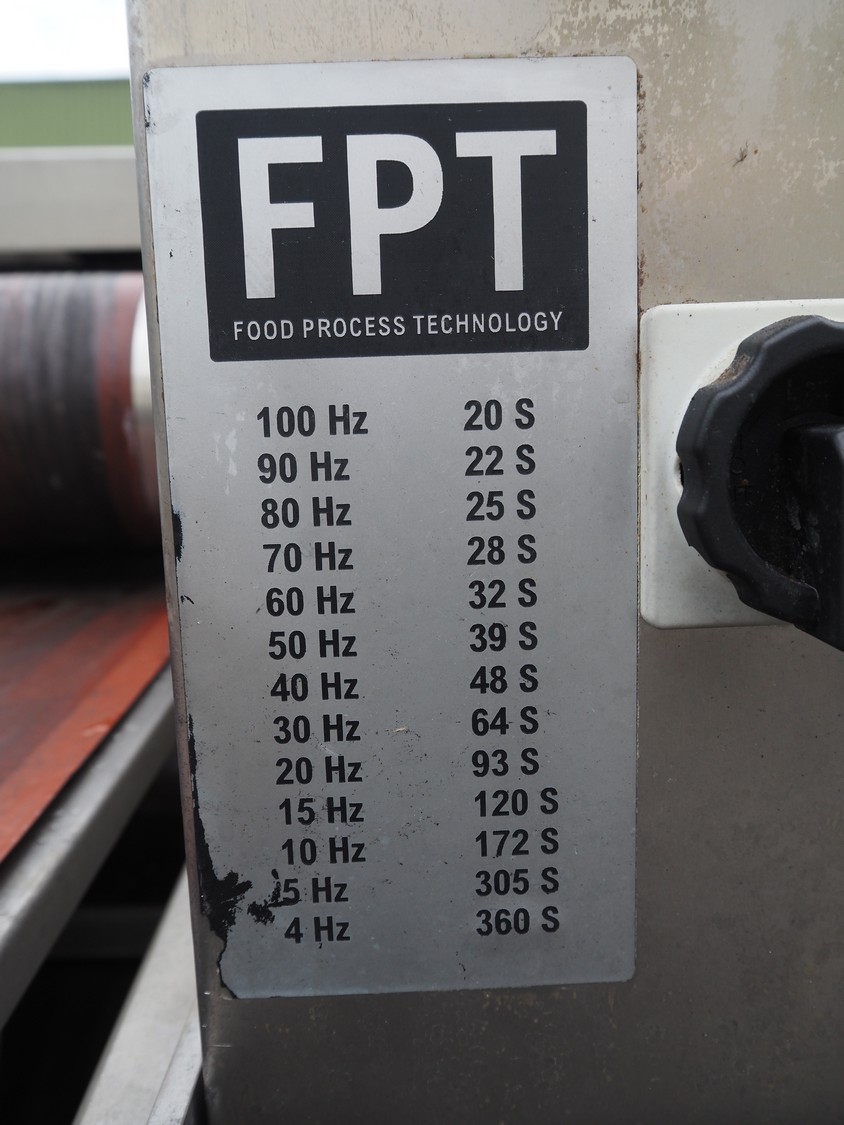 FPT
FOOD PROCESS TECHNOLOGY
100 Hz 20 S
90 Hz 22 S
80 Hz 25 S
70 Hz 28 S
60 Hz 32 S
50 Hz 39 S
40 Hz 48 S
30 Hz 64 S
20 Hz 93 S
15 Hz 120 S
10 Hz 172 S
5 Hz 305 S
4 Hz 360 S